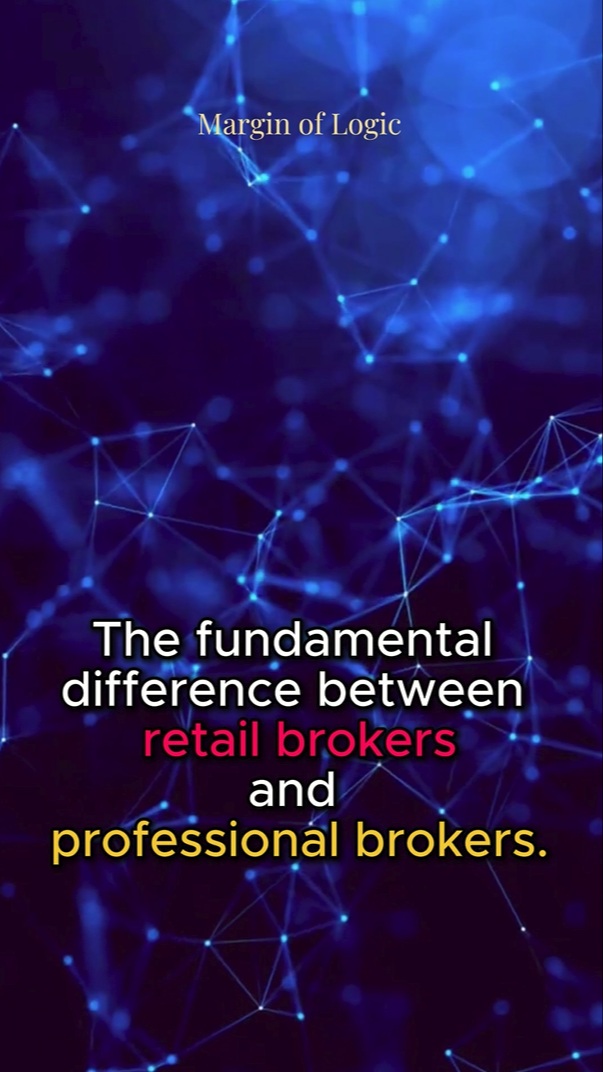 Margin of Logic
The fundamental
difference between
retail brokers
and
professional brokers.